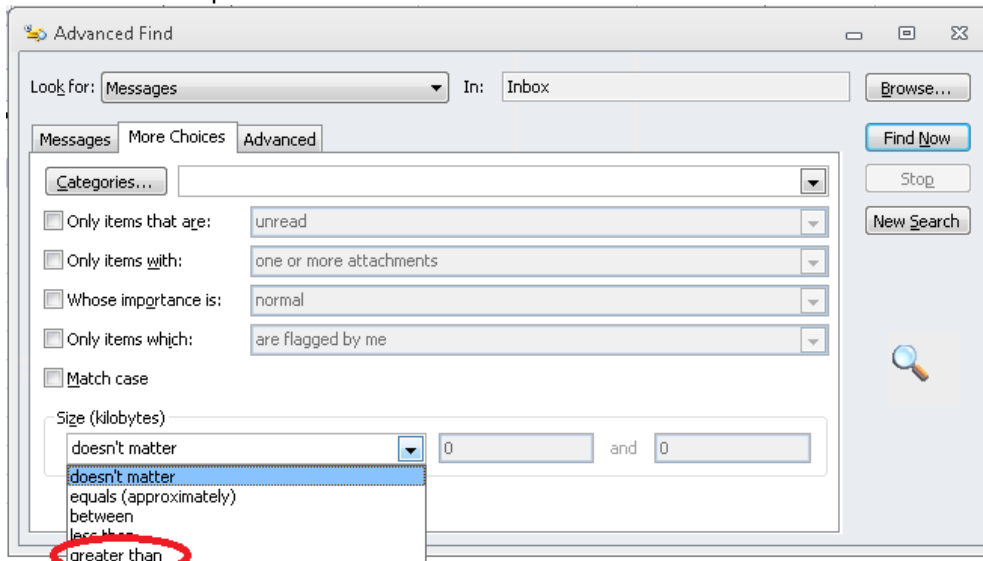 Advanced Find
Look for: Messages In: Inbox Browse...
Messages More Choices Advanced Find Now
Categories... Stop
Only items that are: unread New Search
Only items with: one or more attachments
Whose importance is: normal
Only items which: are flagged by me
Match case
Size (kilobytes)
doesn't matter 0 and 0
doesn't matter
equals (approximately)
between
less than
greater than